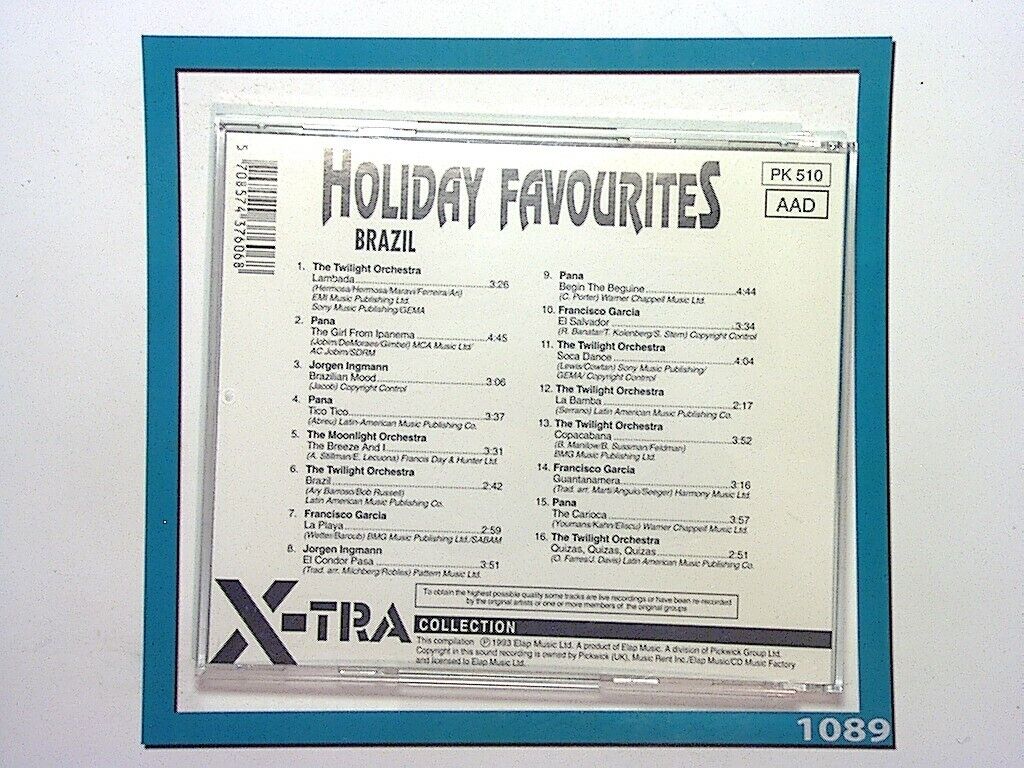 5 708574 376068
HOLIDAY FAVOURITES
BRAZIL
PK 510
AAD
1. The Twilight Orchestra
Lambada 3:26
(Hermosa/Hermosa/Maravi/Ferreira/Ari)
EMI Music Publishing Ltd.
Sony Music Publishing/GEMA
2. Pana
The Girl From Ipanema 4:45
(Jobim/DeMoraes/Gimbel) MCA Music Ltd/
AC Jobim/SDRM
3. Jorgen Ingmann
Brazilian Mood 3:06
(Jacob) Copyright Control
4. Pana
Tico Tico 3:37
(Abreu) Latin-American Music Publishing Co.
5. The Moonlight Orchestra
The Breeze And I 3:31
(A. Stillman/E. Lecuona) Francis Day & Hunter Ltd.
6. The Twilight Orchestra
Brazil 2:42
(Ary Barroso/Bob Russell)
Latin American Music Publishing Co.
7. Francisco Garcia
La Playa 2:59
(Wetter/Baroub) BMG Music Publishing Ltd./SABAM
8. Jorgen Ingmann
El Condor Pasa 3:51
(Trad. arr. Milchberg/Robles) Pattern Music Ltd.
9. Pana
Begin The Beguine 4:44
(C. Porter) Warner Chappell Music Ltd.
10. Francisco Garcia
El Salvador 3:34
(R. Banatar/T. Kolenberg/S. Stern) Copyright Control
11. The Twilight Orchestra
Soca Dance 4:04
(Lewis/Cowtan) Sony Music Publishing/
GEMA/ Copyright Control
12. The Twilight Orchestra
La Bamba 2:17
(Serrano) Latin American Music Publishing Co.
13. The Twilight Orchestra
Copacabana 3:52
(B. Manilow/B. Sussman/Feldman)
BMG Music Publishing Ltd.
14. Francisco Garcia
Guantanamera 3:16
(Trad. arr. Marti/Angulo/Seeger) Harmony Music Ltd.
15. Pana
The Carioca 3:57
(Youmans/Kahn/Eliscu) Warner Chappell Music Ltd.
16. The Twilight Orchestra
Quizas, Quizas, Quizas 2:51
(O. Farres/J. Davis) Latin American Music Publishing Co.
To obtain the highest possible quality some tracks are live recordings or have been re-recorded
by the original artists or one or more members of the original groups
X-TRA
COLLECTION
This compilation ℗ 1993 Elap Music Ltd. A product of Elap Music. A division of Pickwick Group Ltd.
Copyright in this sound recording is owned by Pickwick (UK), Music Rent Inc./Elap Music/CD Music Factory
and licensed to Elap Music Ltd.
1089